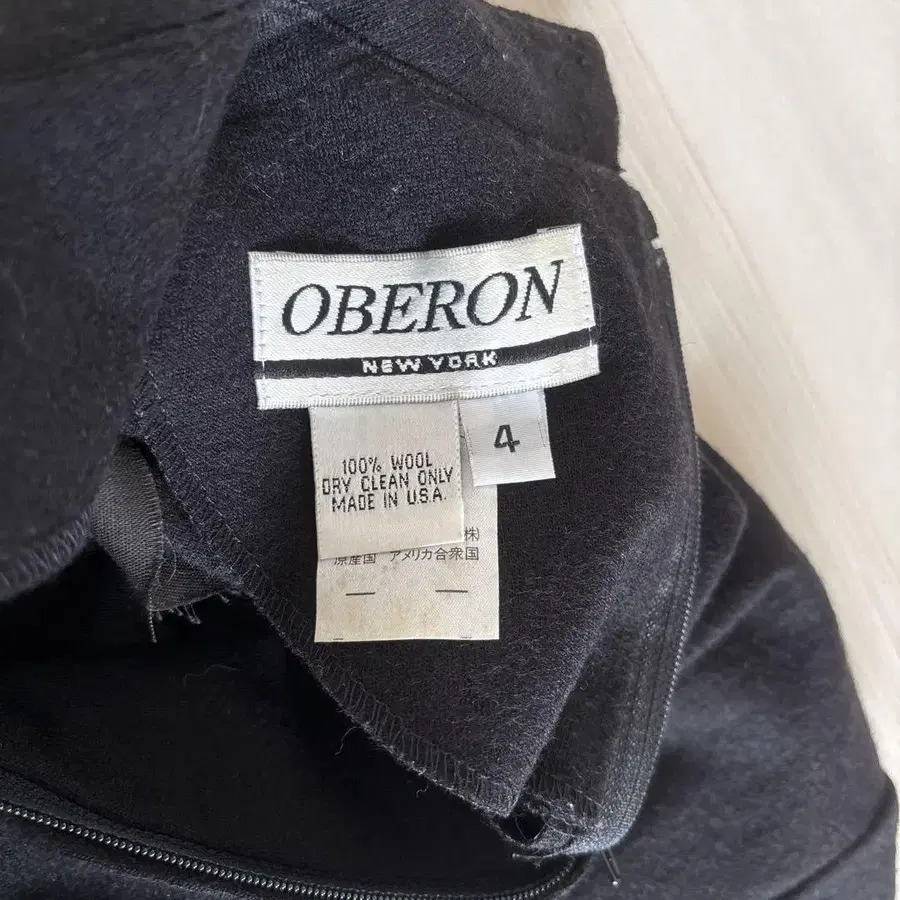 OBERON
NEW YORK
4
100% WOOL
DRY CLEAN ONLY
MADE IN U.S.A.
株)
原産国 アメリカ合衆国